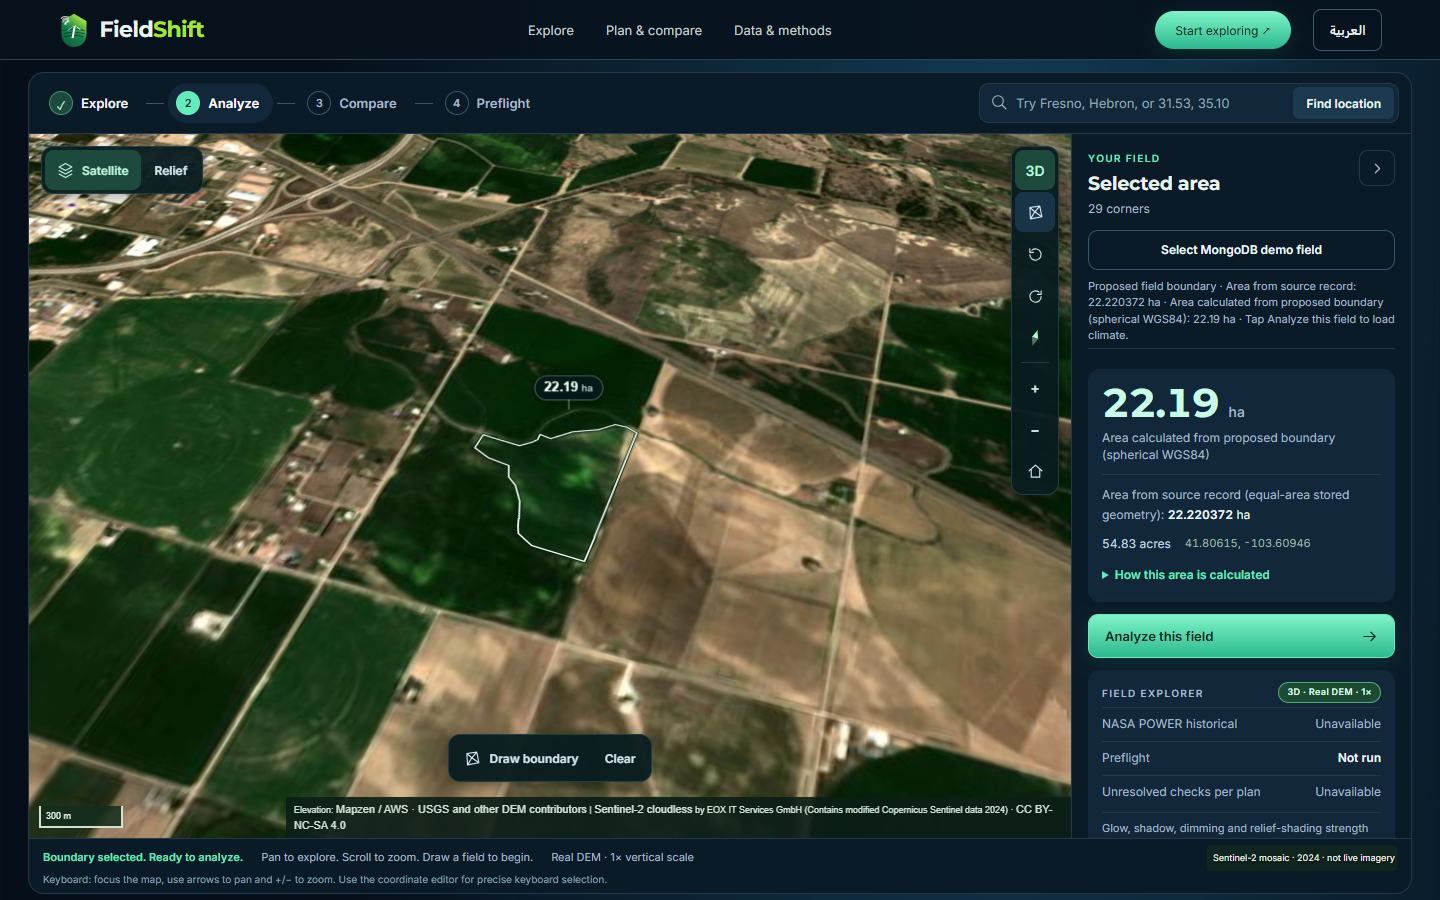 FieldShift
Explore
Plan & compare
Data & methods
Start exploring ↗
العربية
✓ Explore
2 Analyze
3 Compare
4 Preflight
Try Fresno, Hebron, or 31.53, 35.10
Find location
Satellite
Relief
3D
+
−
22.19 ha
Draw boundary
Clear
300 m
Elevation: Mapzen / AWS · USGS and other DEM contributors | Sentinel-2 cloudless by EOX IT Services GmbH (Contains modified Copernicus Sentinel data 2024) · CC BY-
NC-SA 4.0
YOUR FIELD
Selected area
29 corners
Select MongoDB demo field
Proposed field boundary · Area from source record:
22.220372 ha · Area calculated from proposed boundary
(spherical WGS84): 22.19 ha · Tap Analyze this field to load
climate.
22.19 ha
Area calculated from proposed boundary
(spherical WGS84)
Area from source record (equal-area stored
geometry): 22.220372 ha
54.83 acres 41.80615, -103.60946
How this area is calculated
Analyze this field →
FIELD EXPLORER
3D · Real DEM · 1×
NASA POWER historical Unavailable
Preflight Not run
Unresolved checks per plan Unavailable
Glow, shadow, dimming and relief-shading strength
Boundary selected. Ready to analyze.
Pan to explore. Scroll to zoom. Draw a field to begin.
Real DEM · 1× vertical scale
Sentinel-2 mosaic · 2024 · not live imagery
Keyboard: focus the map, use arrows to pan and +/− to zoom. Use the coordinate editor for precise keyboard selection.